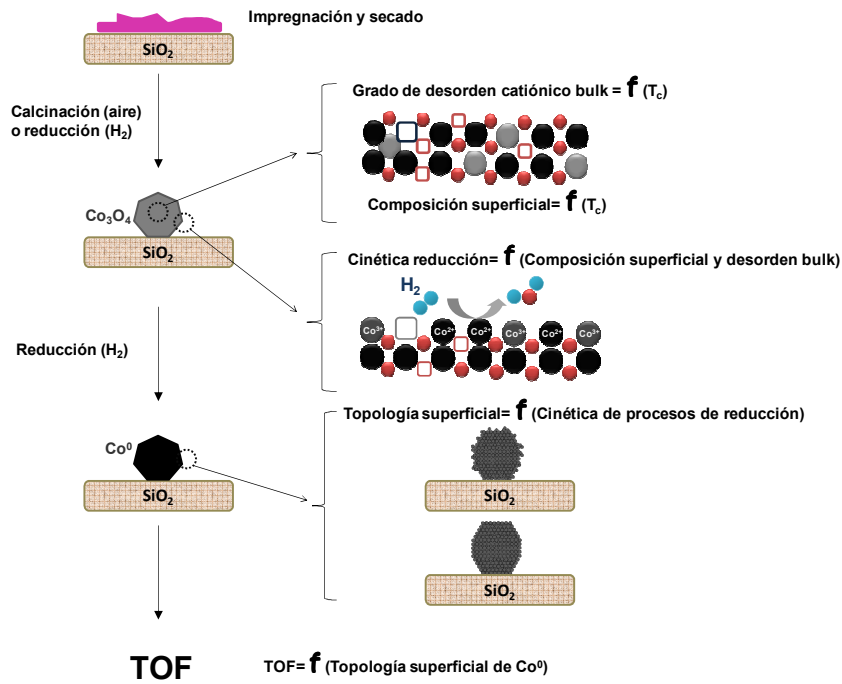 Impregnación y secado
SiO2
Calcinación (aire)
o reducción (H2)
Grado de desorden catiónico bulk = f (Tc)
Composición superficial= f (Tc)
Co3O4
SiO2
Cinética reducción= f (Composición superficial y desorden bulk)
H2
Co3+ Co2+ Co2+ Co3+ Co2+ Co3+
Reducción (H2)
Topología superficial= f (Cinética de procesos de reducción)
Co0
SiO2
SiO2
SiO2
TOF
TOF= f (Topología superficial de Co0)